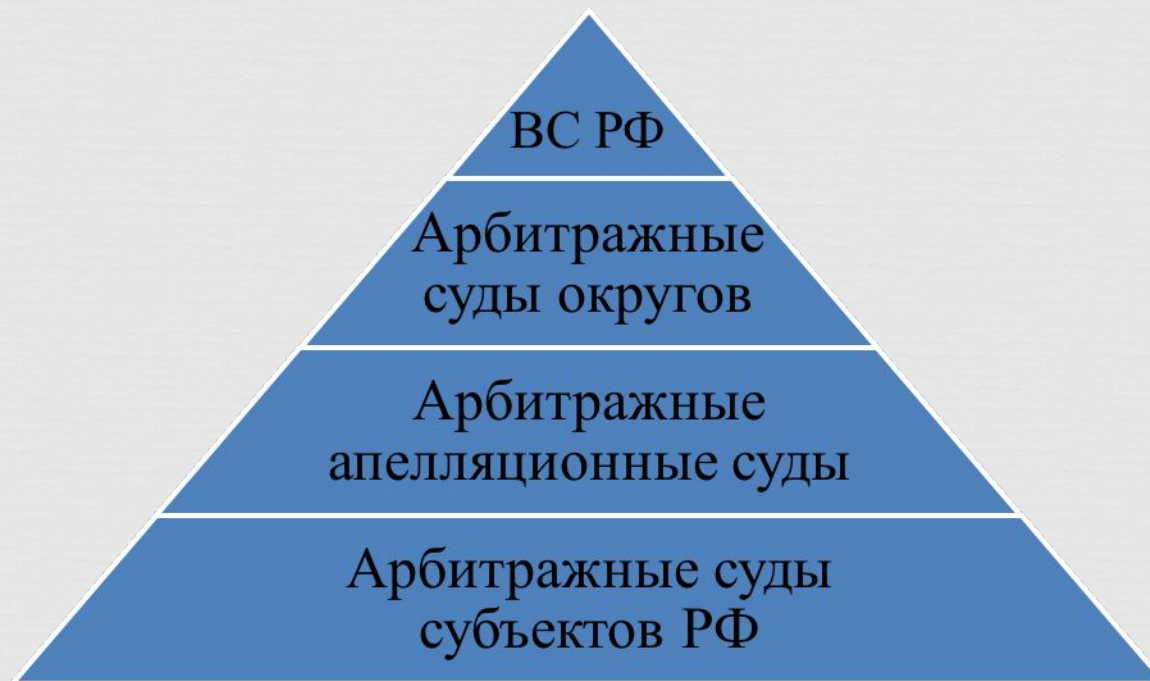 ВС РФ
Арбитражные
суды округов
Арбитражные
апелляционные суды
Арбитражные суды
субъектов РФ